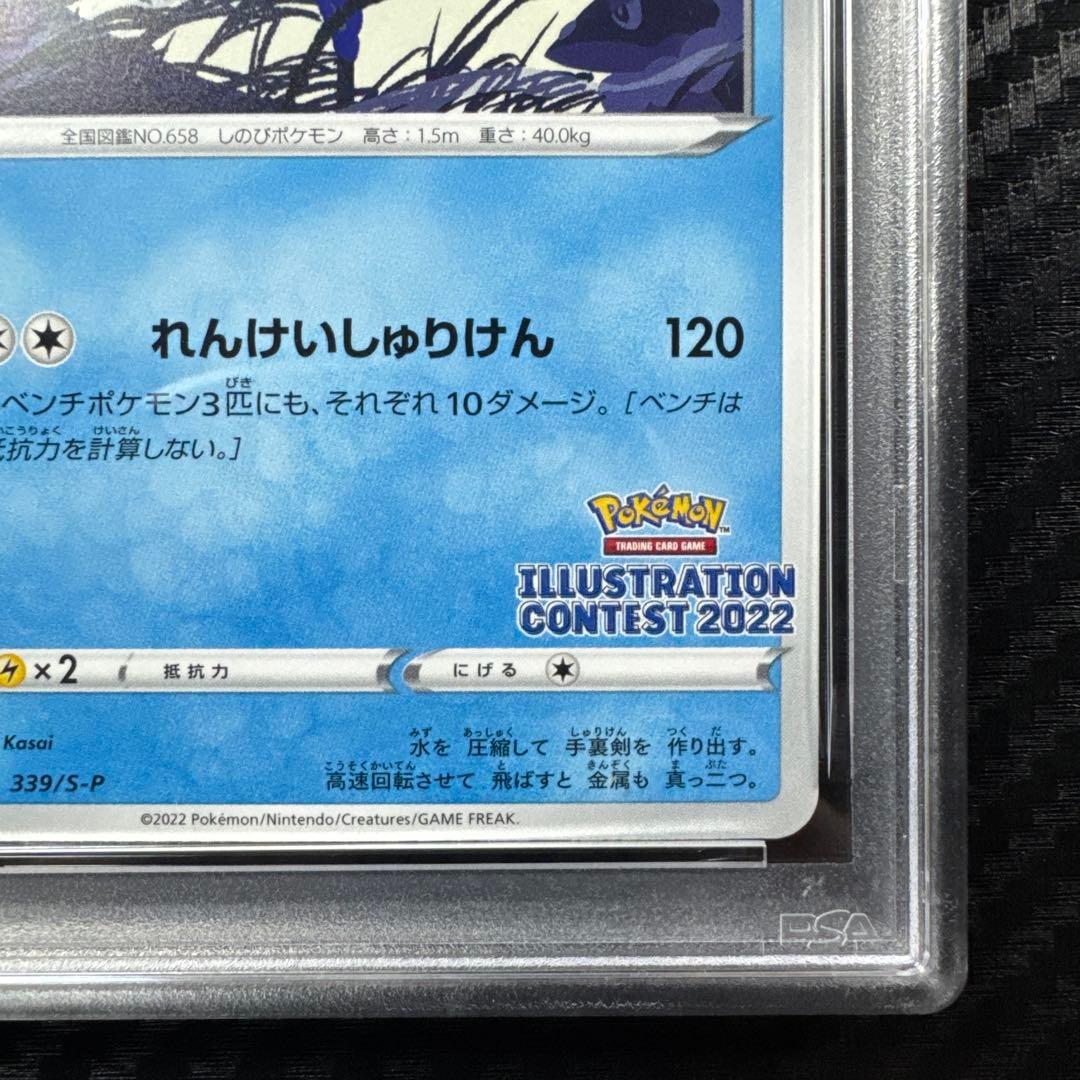 全国図鑑NO.658 しのびポケモン 高さ：1.5m 重さ：40.0kg
れんけいしゅりけん 120
ベンチポケモン3匹にも、それぞれ10ダメージ。［ベンチは
抗力を計算しない。］
Pokémon
TRADING CARD GAME
ILLUSTRATION
CONTEST 2022
×2 抵抗力 にげる
Kasai
339/S-P
水を 圧縮して 手裏剣を 作り出す。
高速回転させて 飛ばすと 金属も 真っ二つ。
©2022 Pokémon/Nintendo/Creatures/GAME FREAK.
PSA